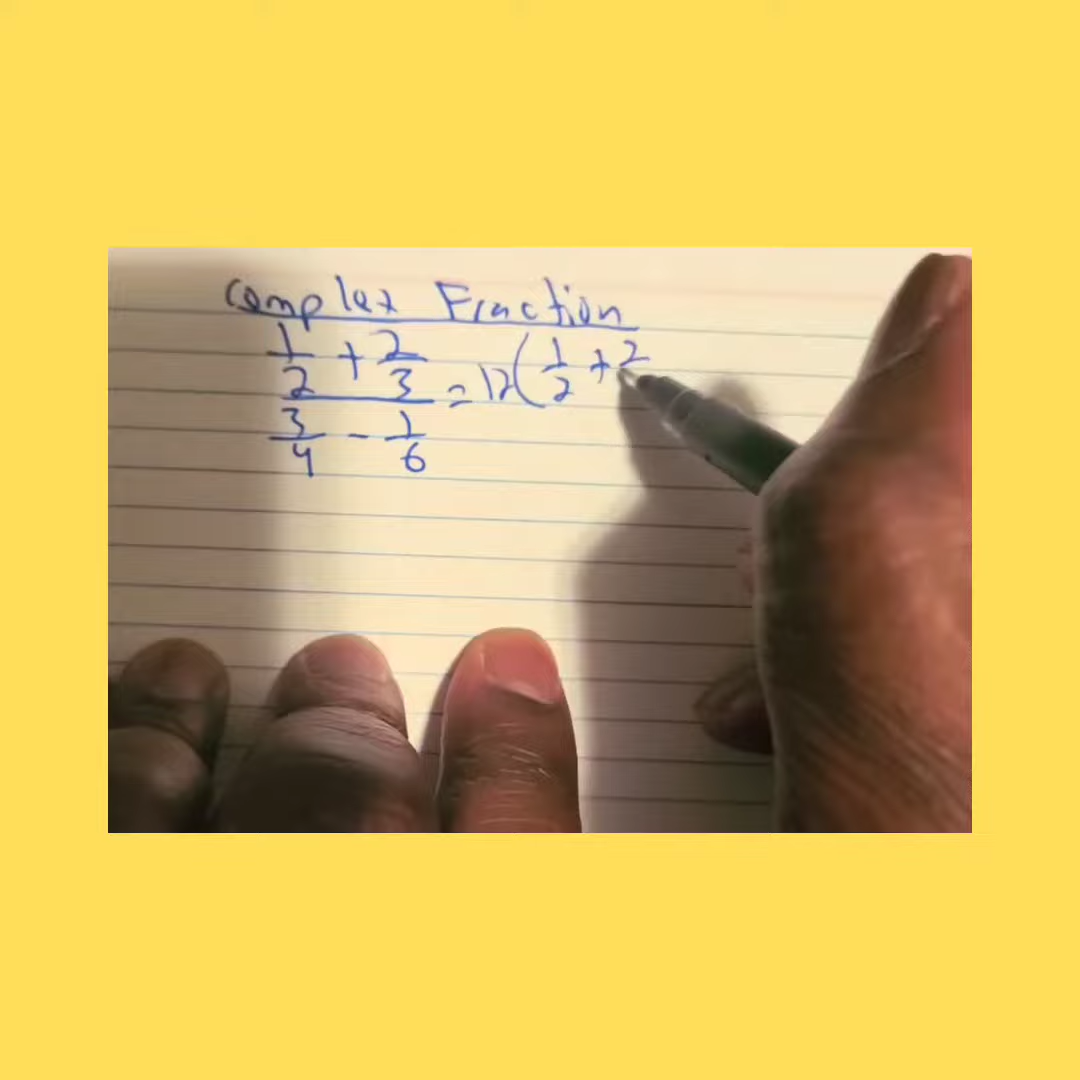 Complex Fraction
1/2 + 2/3 = 12(1/2 + 2
3/4 - 1/6